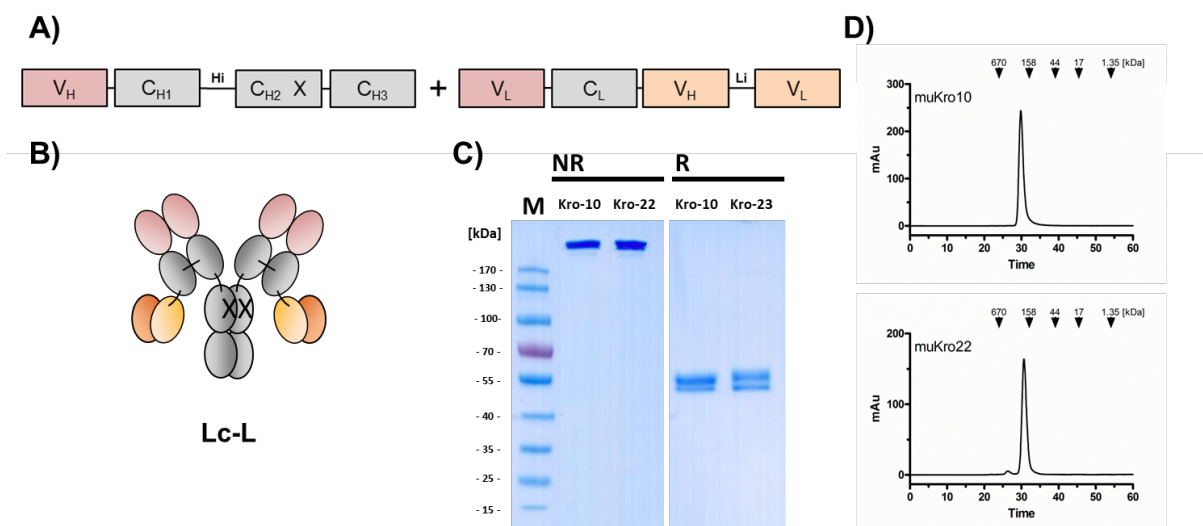 A)
Hi
Li
VH CH1 CH2 X CH3 + VL CL VH VL
B)
XX
Lc-L
C)
NR R
M Kro-10 Kro-22 Kro-10 Kro-23
[kDa]
- 170 -
- 130 -
- 100-
- 70 -
- 55 -
- 40 -
- 35 -
- 25 -
- 15 -
D)
670 158 44 17 1.35 [kDa]
muKro10
mAu
300
200
100
0
0 10 20 30 40 50 60
Time
670 158 44 17 1.35 [kDa]
muKro22
mAu
200
100
0
0 10 20 30 40 50 60
Time